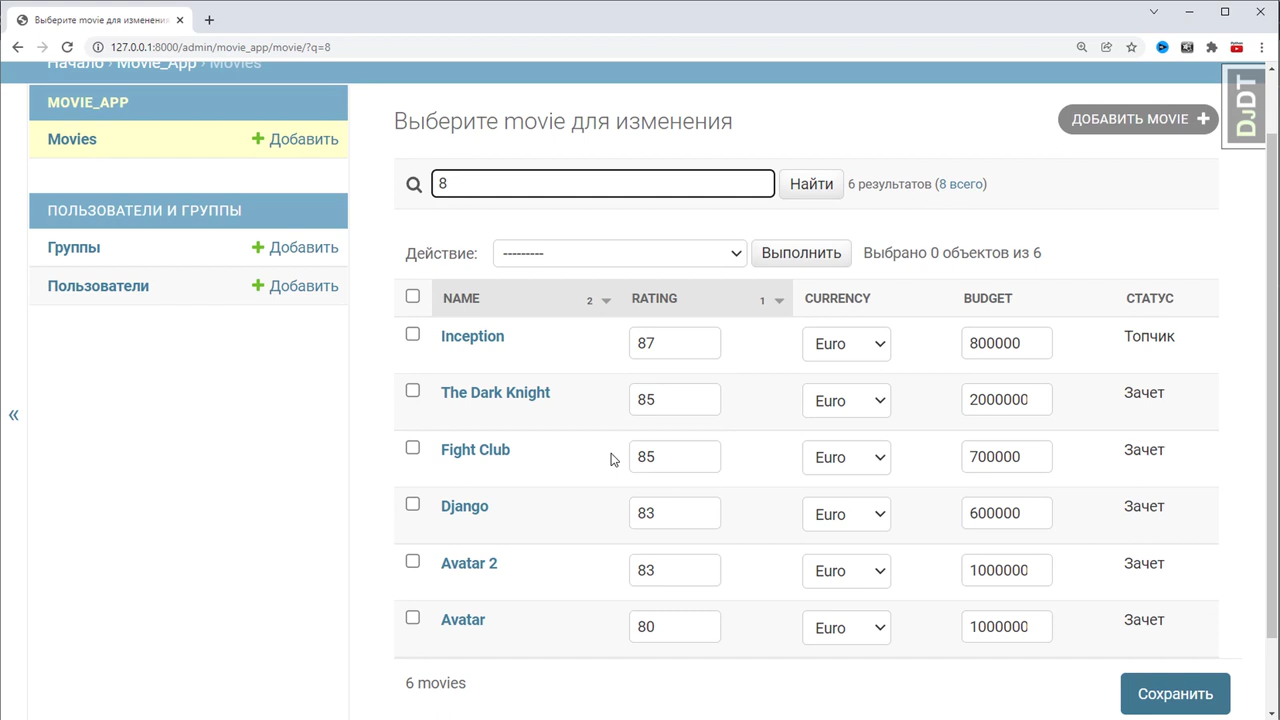 Выберите movie для изменения
127.0.0.1:8000/admin/movie_app/movie/?q=8
Начало › Movie_App › Movies
MOVIE_APP
Movies
Добавить
ПОЛЬЗОВАТЕЛИ И ГРУППЫ
Группы
Добавить
Пользователи
Добавить
«
Выберите movie для изменения
ДОБАВИТЬ MOVIE +
DjDT
8
Найти
6 результатов (8 всего)
Действие:
---------
Выполнить
Выбрано 0 объектов из 6
NAME 2 RATING 1 CURRENCY BUDGET СТАТУС
Inception 87 Euro 800000 Топчик
The Dark Knight 85 Euro 2000000 Зачет
Fight Club 85 Euro 700000 Зачет
Django 83 Euro 600000 Зачет
Avatar 2 83 Euro 1000000 Зачет
Avatar 80 Euro 1000000 Зачет
6 movies
Сохранить